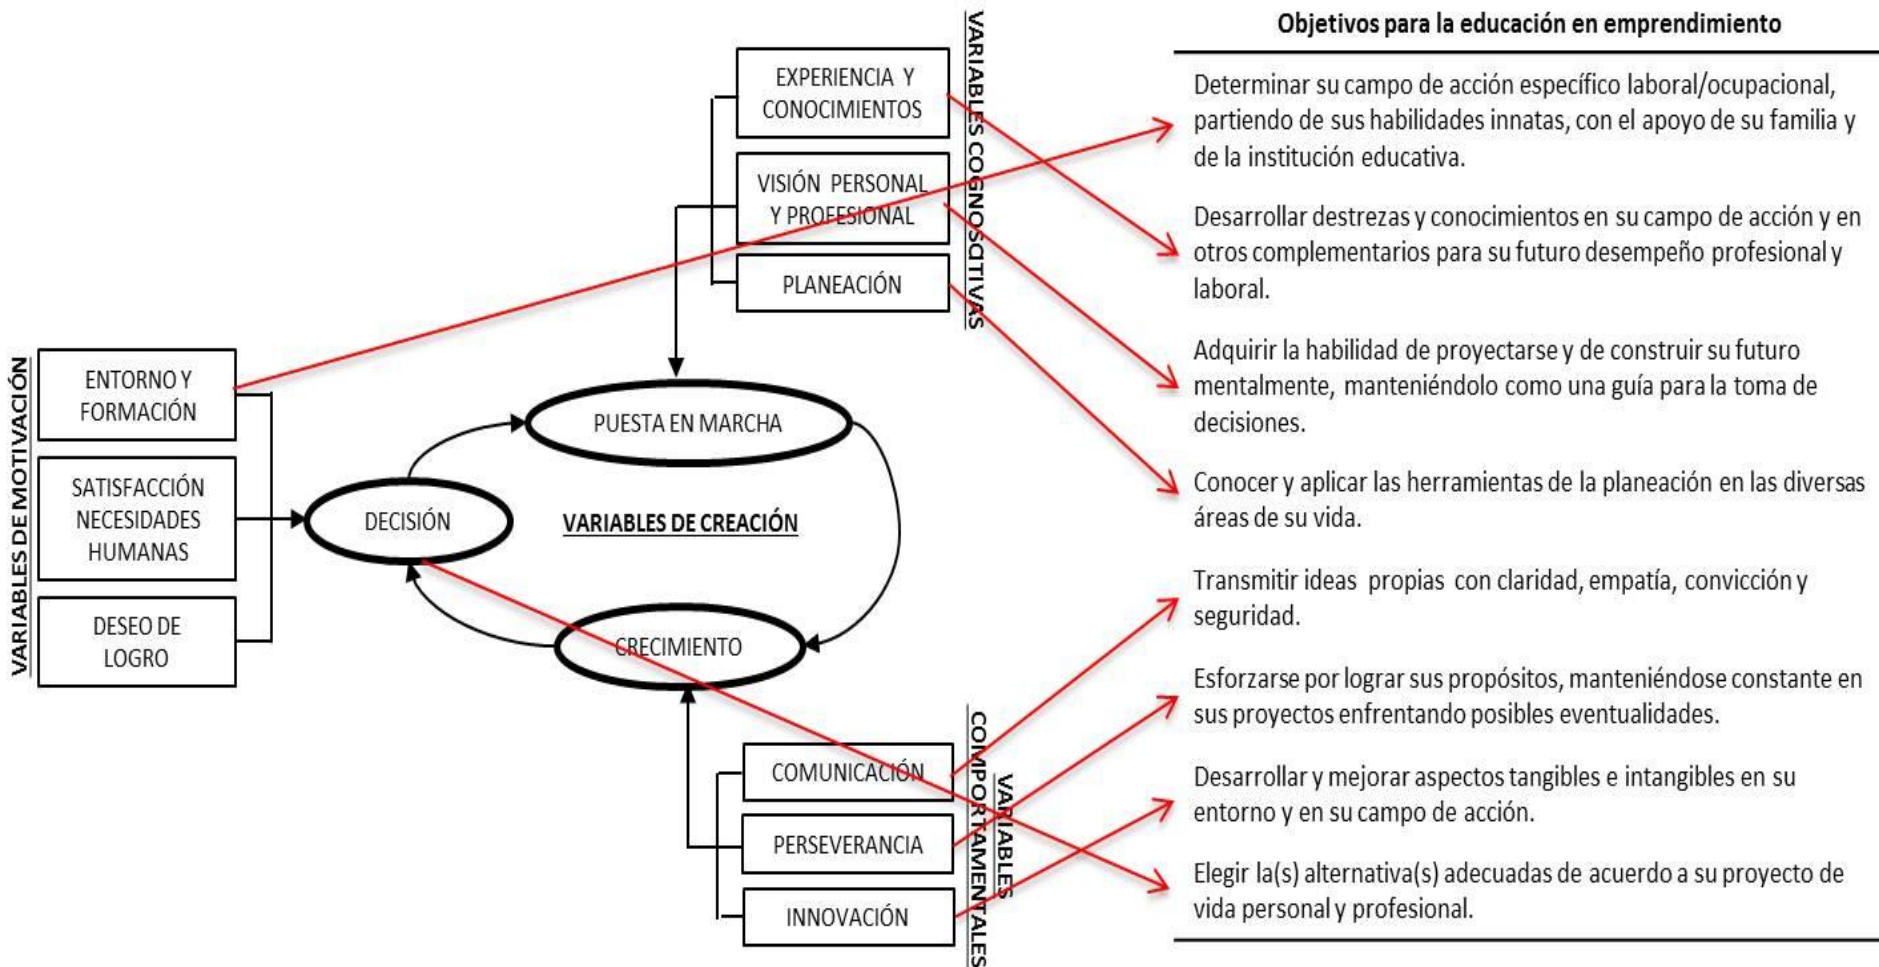 VARIABLES DE MOTIVACIÓN
ENTORNO Y
FORMACIÓN
SATISFACCIÓN
NECESIDADES
HUMANAS
DESEO DE
LOGRO
EXPERIENCIA Y
CONOCIMIENTOS
VISIÓN PERSONAL
Y PROFESIONAL
PLANEACIÓN
VARIABLES COGNOSCITIVAS
PUESTA EN MARCHA
DECISIÓN
VARIABLES DE CREACIÓN
CRECIMIENTO
COMUNICACIÓN
PERSEVERANCIA
INNOVACIÓN
VARIABLES
COMPORTAMENTALES
Objetivos para la educación en emprendimiento
Determinar su campo de acción específico laboral/ocupacional,
partiendo de sus habilidades innatas, con el apoyo de su familia y
de la institución educativa.
Desarrollar destrezas y conocimientos en su campo de acción y en
otros complementarios para su futuro desempeño profesional y
laboral.
Adquirir la habilidad de proyectarse y de construir su futuro
mentalmente, manteniéndolo como una guía para la toma de
decisiones.
Conocer y aplicar las herramientas de la planeación en las diversas
áreas de su vida.
Transmitir ideas propias con claridad, empatía, convicción y
seguridad.
Esforzarse por lograr sus propósitos, manteniéndose constante en
sus proyectos enfrentando posibles eventualidades.
Desarrollar y mejorar aspectos tangibles e intangibles en su
entorno y en su campo de acción.
Elegir la(s) alternativa(s) adecuadas de acuerdo a su proyecto de
vida personal y profesional.